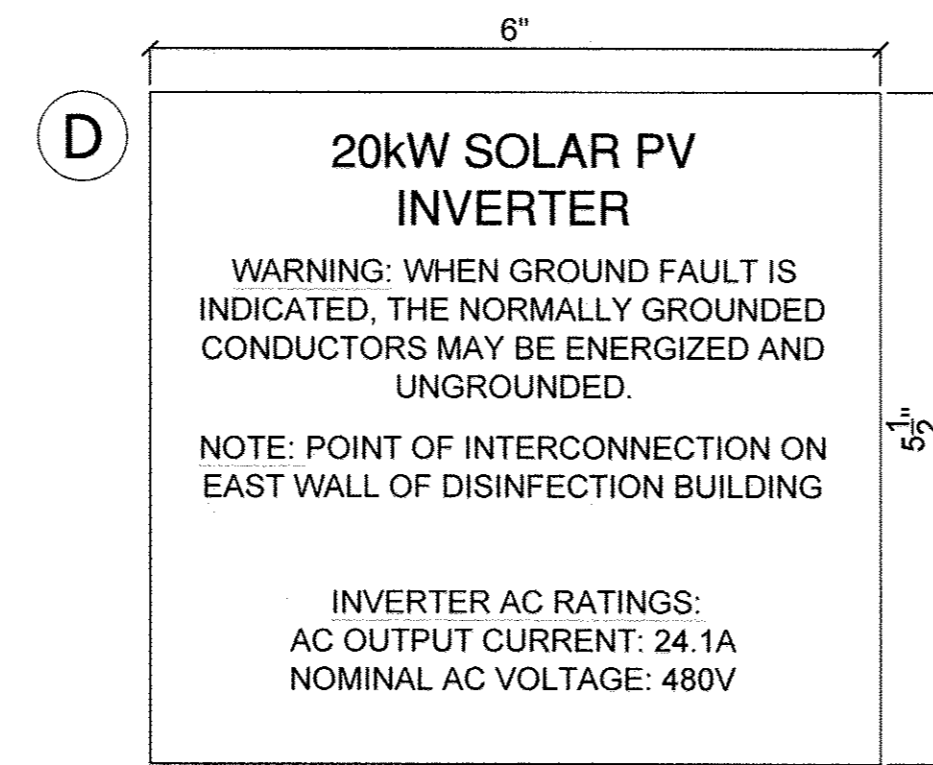 6"
D
20kW SOLAR PV
INVERTER
WARNING: WHEN GROUND FAULT IS
INDICATED, THE NORMALLY GROUNDED
CONDUCTORS MAY BE ENERGIZED AND
UNGROUNDED.
NOTE: POINT OF INTERCONNECTION ON
EAST WALL OF DISINFECTION BUILDING
INVERTER AC RATINGS:
AC OUTPUT CURRENT: 24.1A
NOMINAL AC VOLTAGE: 480V
5 1/2"